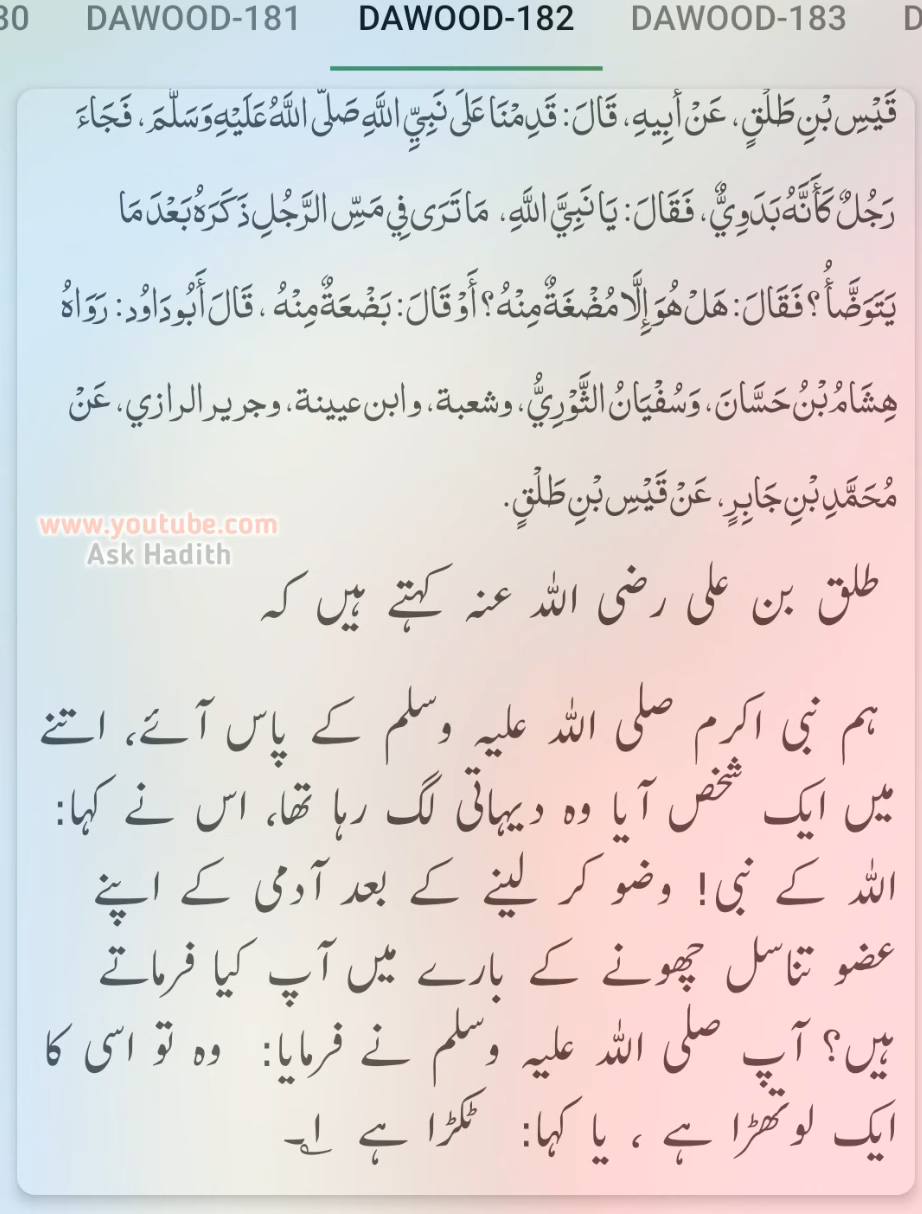 30 DAWOOD-181 DAWOOD-182 DAWOOD-183 D
قَيْسِ بْنِ طَلْقٍ، عَنْ أَبِيهِ، قَالَ: قَدِمْنَا عَلَى نَبِيِّ اللَّهِ صَلَّى اللَّهُ عَلَيْهِ وَسَلَّمَ، فَجَاءَ
رَجُلٌ كَأَنَّهُ بَدَوِيٌّ، فَقَالَ: يَا نَبِيَّ اللَّهِ، مَا تَرَى فِي مَسِّ الرَّجُلِ ذَكَرَهُ بَعْدَ مَا
يَتَوَضَّأُ؟ فَقَالَ: هَلْ هُوَ إِلَّا مُضْغَةٌ مِنْهُ؟ أَوْ قَالَ: بَضْعَةٌ مِنْهُ، قَالَ أَبُو دَاوُد: رَوَاهُ
هِشَامُ بْنُ حَسَّانَ، وَسُفْيَانُ الثَّوْرِيُّ، وشعبة، وابن عيينة، وجرير الرازي، عَنْ
مُحَمَّدِ بْنِ جَابِرٍ، عَنْ قَيْسِ بْنِ طَلْقٍ.
www.youtube.com
Ask Hadith
طلق بن علی رضی اللہ عنہ کہتے ہیں کہ
ہم نبی اکرم صلی اللہ علیہ وسلم کے پاس آئے، اتنے
میں ایک شخص آیا وہ دیہاتی لگ رہا تھا، اس نے کہا:
اللہ کے نبی! وضو کر لینے کے بعد آدمی کے اپنے
عضو تناسل چھونے کے بارے میں آپ کیا فرماتے
ہیں؟ آپ صلی اللہ علیہ وسلم نے فرمایا: وہ تو اسی کا
ایک لوتھڑا ہے ، یا کہا: ٹکڑا ہے ۱؎۔